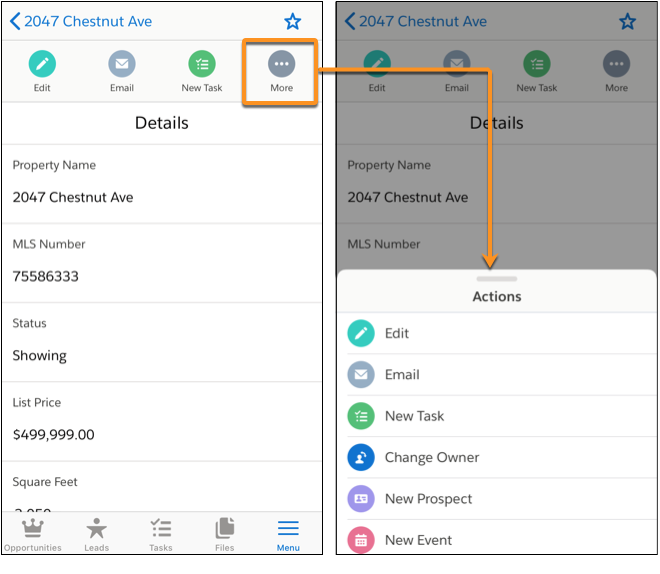 2047 Chestnut Ave
Edit Email New Task More
Details
Property Name
2047 Chestnut Ave
MLS Number
75586333
Status
Showing
List Price
$499,999.00
Square Feet
Opportunities Leads Tasks Files Menu
2047 Chestnut Ave
Edit Email New Task More
Details
Property Name
2047 Chestnut Ave
MLS Number
Actions
Edit
Email
New Task
Change Owner
New Prospect
New Event